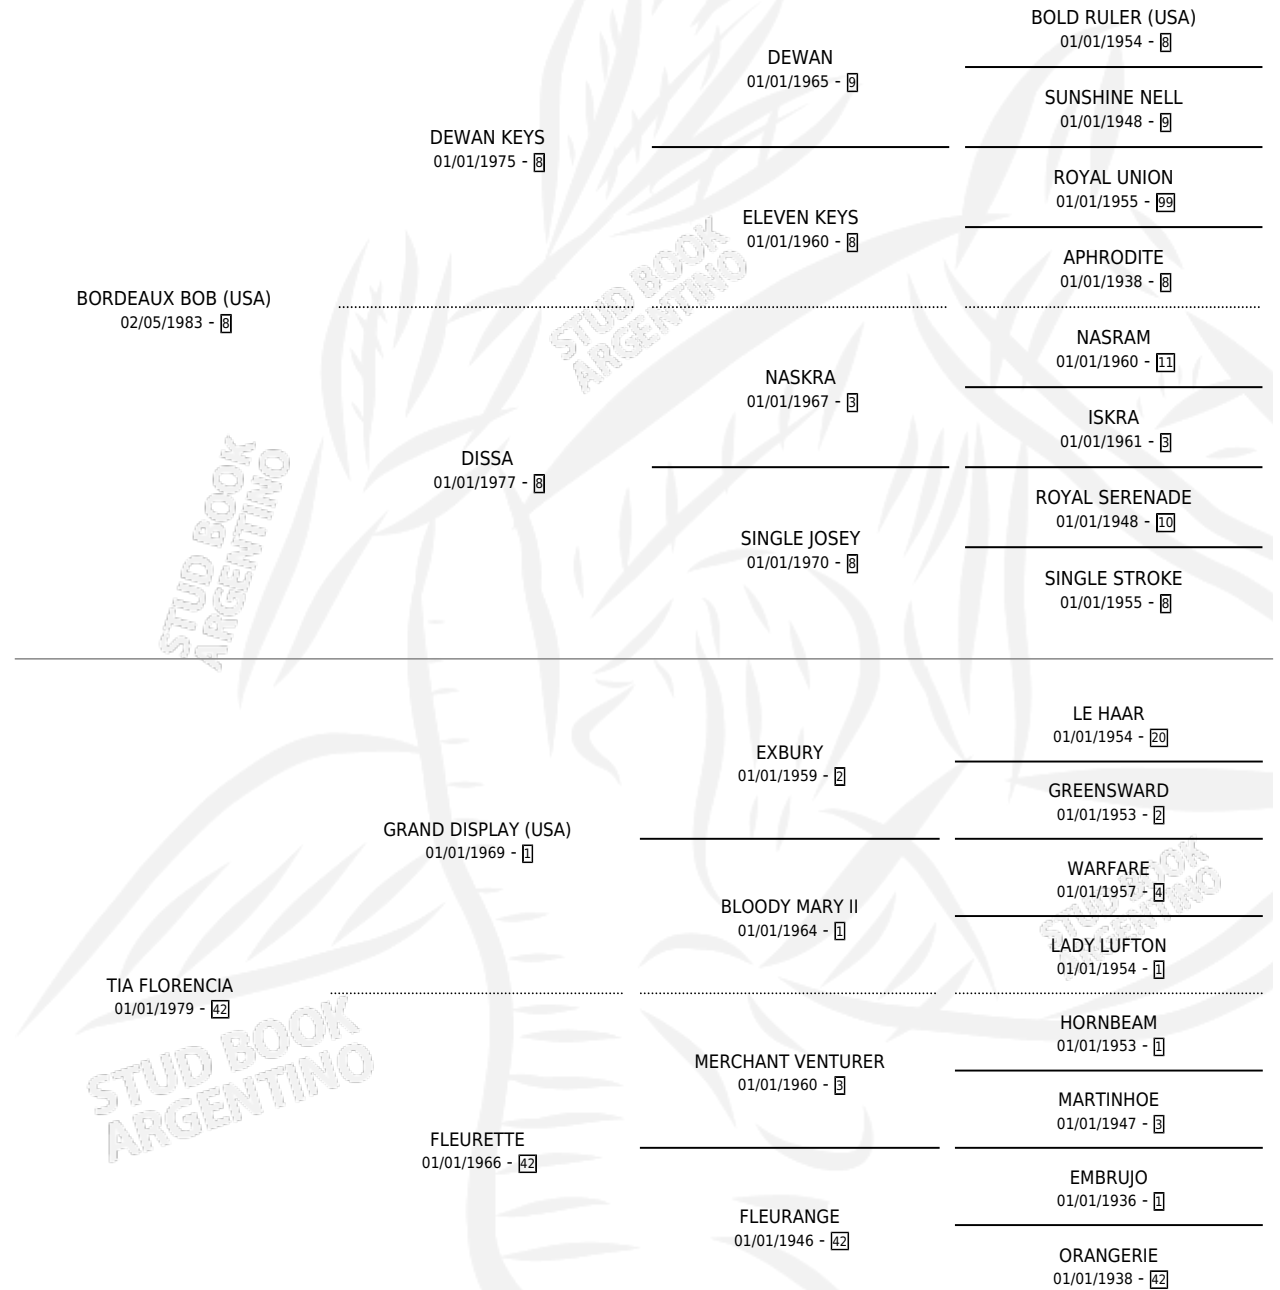 BOLD RULER (USA)
01/01/1954 - 8
DEWAN
01/01/1965 - 9
SUNSHINE NELL
01/01/1948 - 9
DEWAN KEYS
01/01/1975 - 8
ROYAL UNION
01/01/1955 - 99
ELEVEN KEYS
01/01/1960 - 8
APHRODITE
01/01/1938 - 8
BORDEAUX BOB (USA)
02/05/1983 - 8
STUD BOOK
ARGENTINO
NASRAM
01/01/1960 - 11
NASKRA
01/01/1967 - 3
ISKRA
01/01/1961 - 3
DISSA
01/01/1977 - 8
ROYAL SERENADE
01/01/1948 - 10
SINGLE JOSEY
01/01/1970 - 8
SINGLE STROKE
01/01/1955 - 8
STUD BOOK
ARGENTINO
LE HAAR
01/01/1954 - 20
EXBURY
01/01/1959 - 2
GREENSWARD
01/01/1953 - 2
GRAND DISPLAY (USA)
01/01/1969 - 1
WARFARE
01/01/1957 - 4
BLOODY MARY II
01/01/1964 - 1
STUD BOOK
ARGENTINO
LADY LUFTON
01/01/1954 - 1
TIA FLORENCIA
01/01/1979 - 42
HORNBEAM
01/01/1953 - 1
MERCHANT VENTURER
01/01/1960 - 3
MARTINHOE
01/01/1947 - 3
STUD BOOK
ARGENTINO
FLEURETTE
01/01/1966 - 42
EMBRUJO
01/01/1936 - 1
FLEURANGE
01/01/1946 - 42
ORANGERIE
01/01/1938 - 42